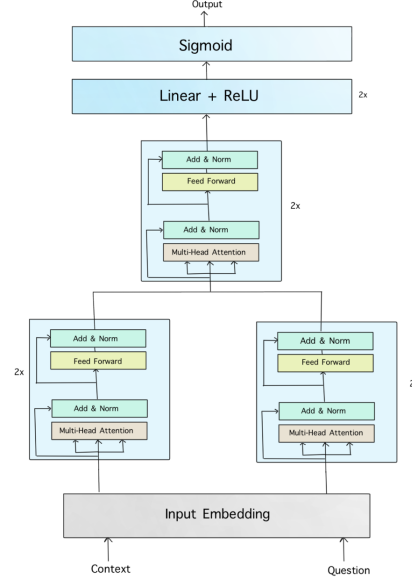 Output
Sigmoid
Linear + ReLU
2x
Add & Norm
Feed Forward
2x
Add & Norm
Multi-Head Attention
Add & Norm
Feed Forward
2x
Add & Norm
Multi-Head Attention
Add & Norm
Feed Forward
Add & Norm
Multi-Head Attention
Input Embedding
Context
Question